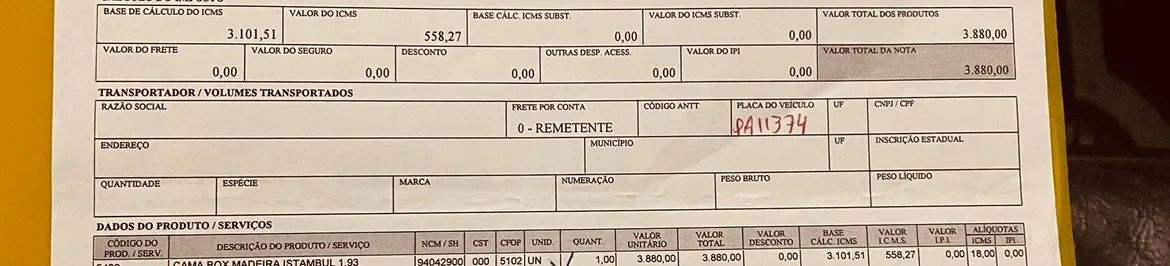 BASE DE CÁLCULO DO ICMS VALOR DO ICMS BASE CÁLC. ICMS SUBST. VALOR DO ICMS SUBST. VALOR TOTAL DOS PRODUTOS
3.101,51 558,27 0,00 0,00 3.880,00
VALOR DO FRETE VALOR DO SEGURO DESCONTO OUTRAS DESP. ACESS. VALOR DO IPI VALOR TOTAL DA NOTA
0,00 0,00 0,00 0,00 0,00 3.880,00
TRANSPORTADOR / VOLUMES TRANSPORTADOS
RAZÃO SOCIAL FRETE POR CONTA CÓDIGO ANTT PLACA DO VEÍCULO UF CNPJ / CPF
0 - REMETENTE PA11374
ENDEREÇO MUNICÍPIO UF INSCRIÇÃO ESTADUAL
QUANTIDADE ESPÉCIE MARCA NUMERAÇÃO PESO BRUTO PESO LÍQUIDO
DADOS DO PRODUTO / SERVIÇOS
CÓDIGO DO PROD. / SERV. DESCRIÇÃO DO PRODUTO / SERVIÇO NCM / SH CST CFOP UNID. QUANT. VALOR UNITÁRIO VALOR TOTAL VALOR DESCONTO BASE CÁLC. ICMS VALOR I.C.M.S. VALOR I.P.I. ALÍQUOTAS ICMS IPI
CAMA BOX MADEIRA ISTAMBUL 1.93 94042900 000 5102 UN 1,00 3.880,00 3.880,00 0,00 3.101,51 558,27 18,00 0,00